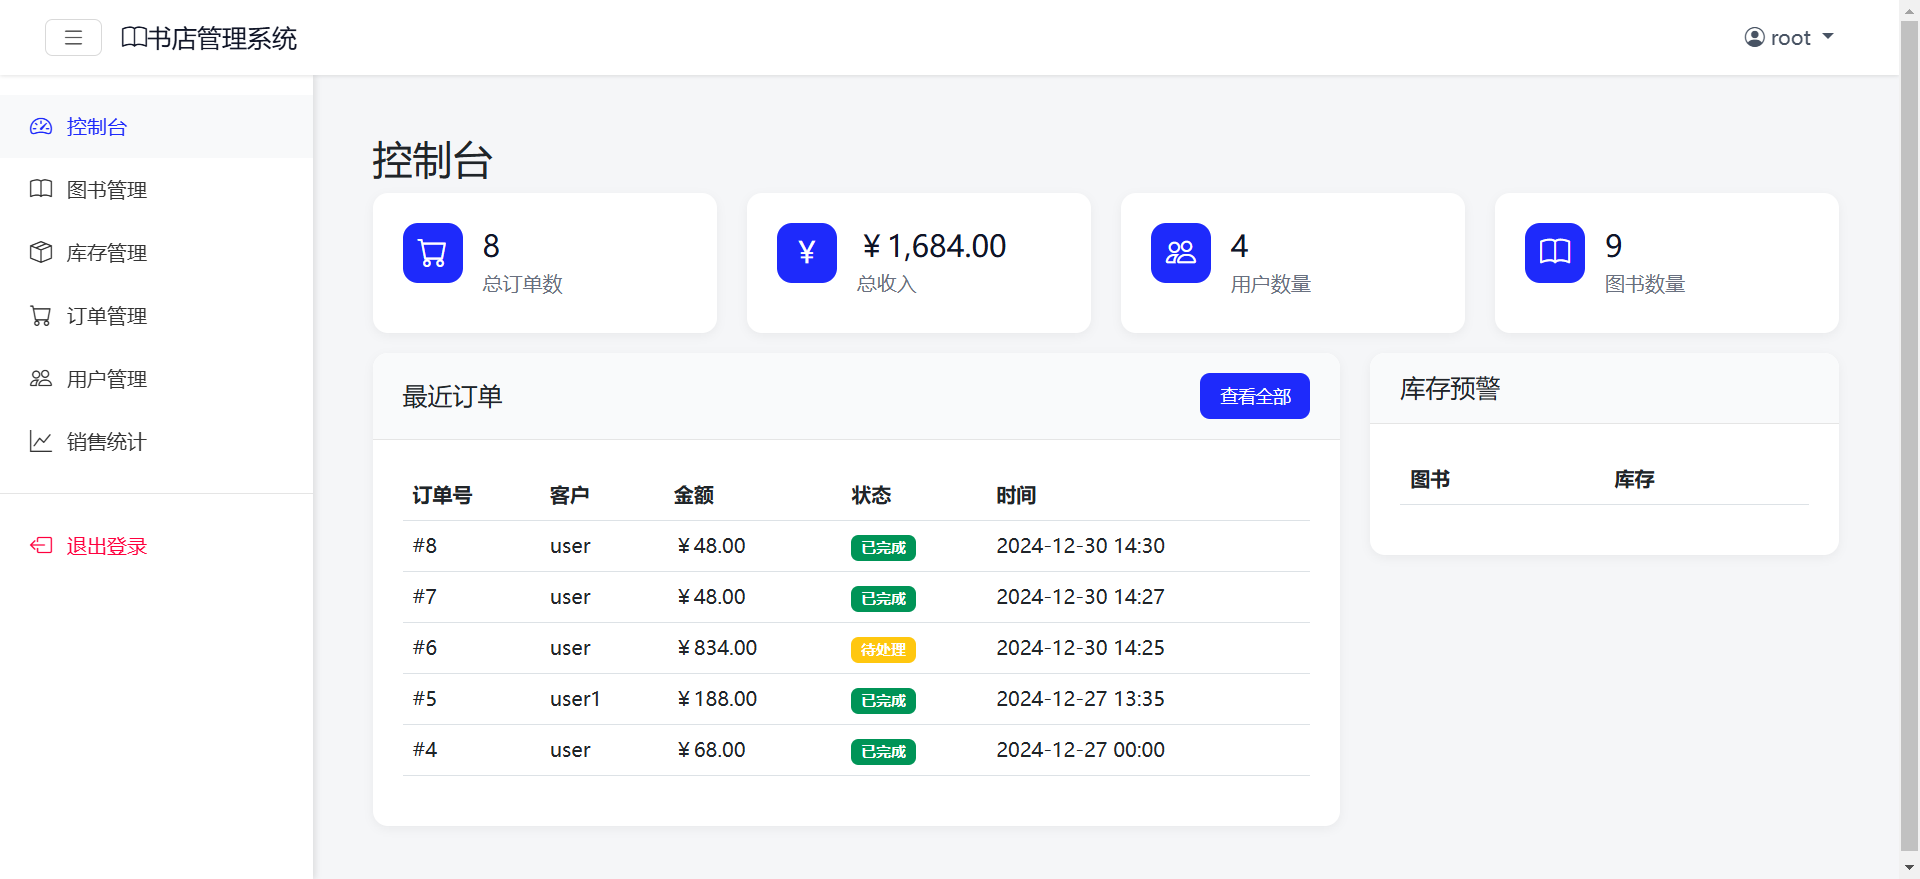 书店管理系统
root
控制台
图书管理
库存管理
订单管理
用户管理
销售统计
退出登录
控制台
8
总订单数
¥
¥1,684.00
总收入
4
用户数量
9
图书数量
最近订单 查看全部
订单号 客户 金额 状态 时间
#8 user ¥48.00 已完成 2024-12-30 14:30
#7 user ¥48.00 已完成 2024-12-30 14:27
#6 user ¥834.00 待处理 2024-12-30 14:25
#5 user1 ¥188.00 已完成 2024-12-27 13:35
#4 user ¥68.00 已完成 2024-12-27 00:00
库存预警
图书 库存